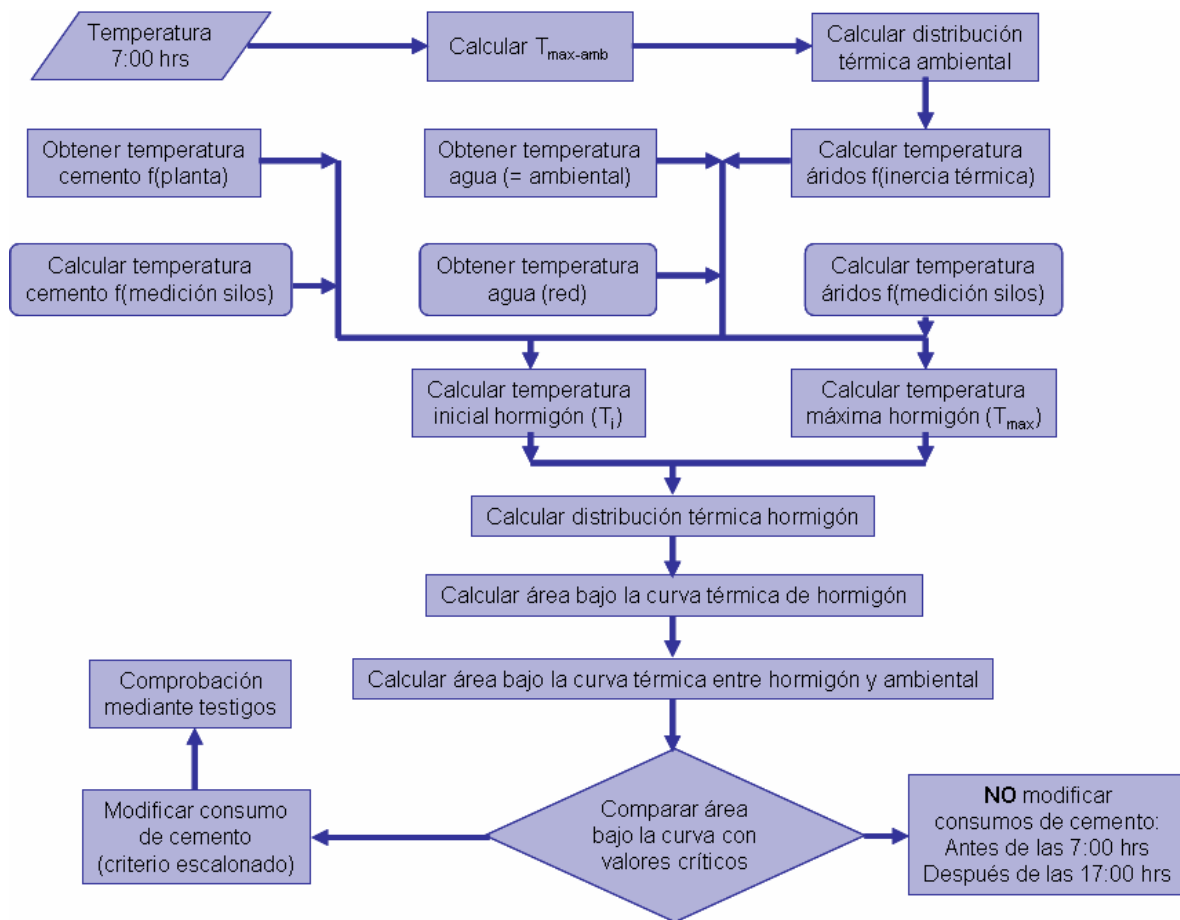 Temperatura
7:00 hrs
Calcular Tmax-amb
Calcular distribución
térmica ambiental
Obtener temperatura
cemento f(planta)
Obtener temperatura
agua (= ambiental)
Calcular temperatura
áridos f(inercia térmica)
Calcular temperatura
cemento f(medición silos)
Obtener temperatura
agua (red)
Calcular temperatura
áridos f(medición silos)
Calcular temperatura
inicial hormigón (Ti)
Calcular temperatura
máxima hormigón (Tmax)
Calcular distribución térmica hormigón
Calcular área bajo la curva térmica de hormigón
Calcular área bajo la curva térmica entre hormigón y ambiental
Comprobación
mediante testigos
Modificar consumo
de cemento
(criterio escalonado)
Comparar área
bajo la curva con
valores críticos
NO modificar
consumos de cemento:
Antes de las 7:00 hrs
Después de las 17:00 hrs